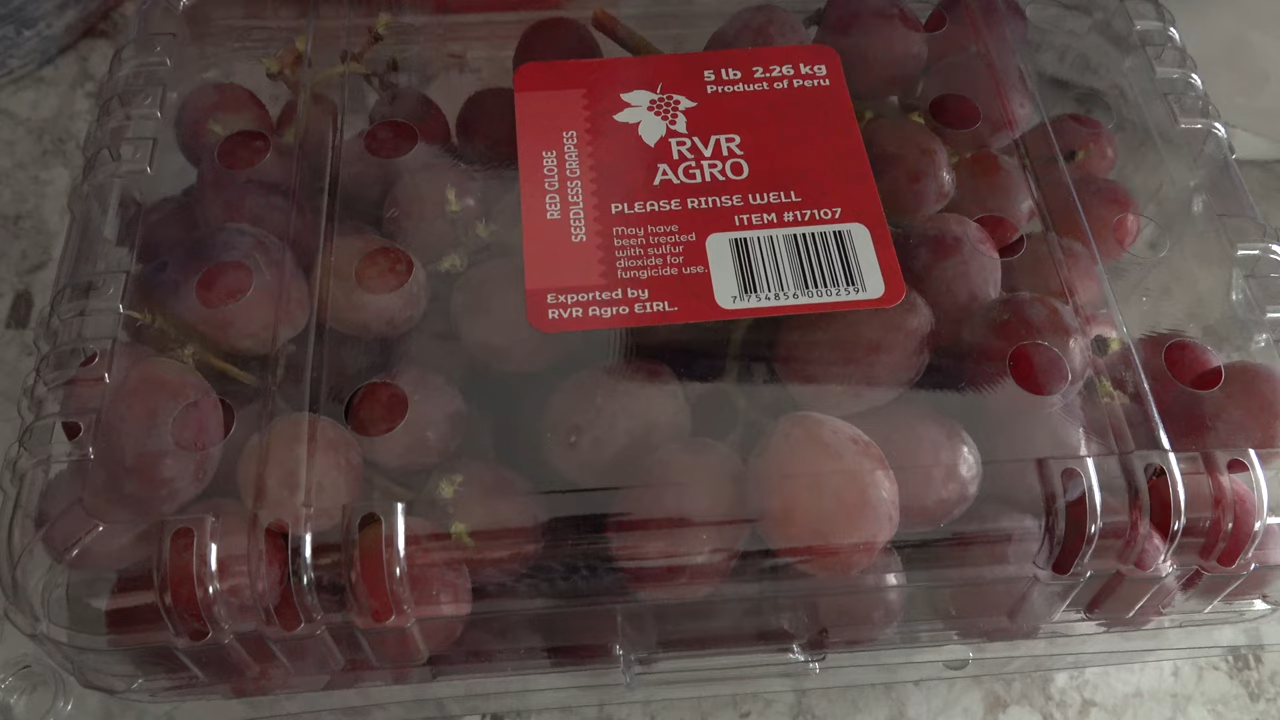 5 lb 2.26 kg
Product of Peru
RVR
AGRO
RED GLOBE
SEEDLESS GRAPES
PLEASE RINSE WELL
ITEM #17107
May have
been treated
with sulfur
dioxide for
fungicide use.
Exported by
RVR Agro EIRL.
7 754856 000259